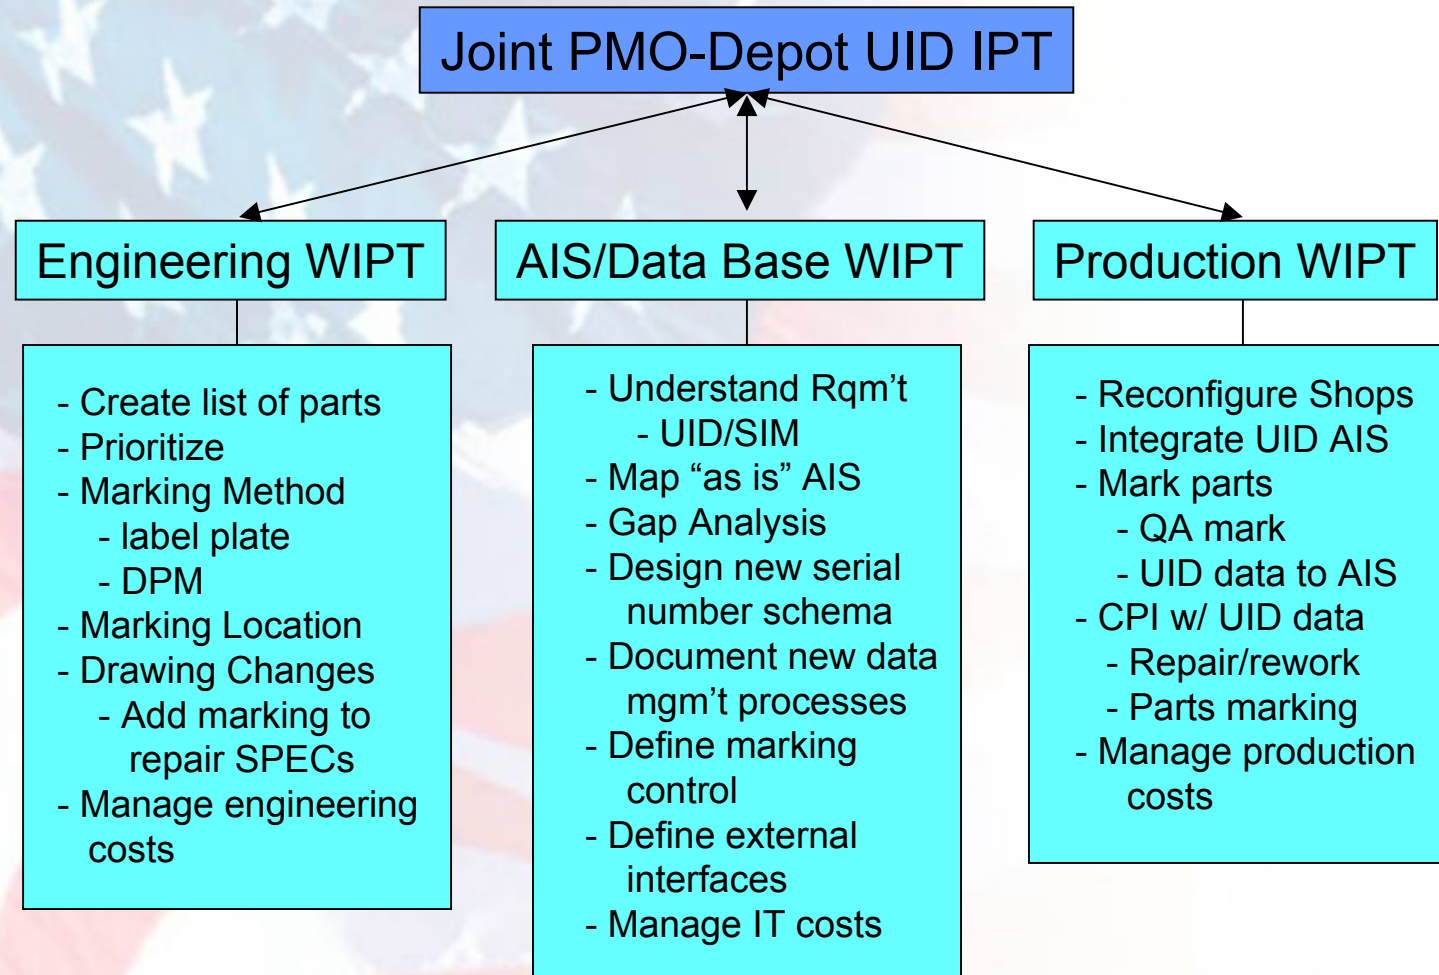 Joint PMO-Depot UID IPT
Engineering WIPT
- Create list of parts
- Prioritize
- Marking Method
- label plate
- DPM
- Marking Location
- Drawing Changes
- Add marking to
repair SPECs
- Manage engineering
costs
AIS/Data Base WIPT
- Understand Rqm’t
- UID/SIM
- Map “as is” AIS
- Gap Analysis
- Design new serial
number schema
- Document new data
mgm’t processes
- Define marking
control
- Define external
interfaces
- Manage IT costs
Production WIPT
- Reconfigure Shops
- Integrate UID AIS
- Mark parts
- QA mark
- UID data to AIS
- CPI w/ UID data
- Repair/rework
- Parts marking
- Manage production
costs